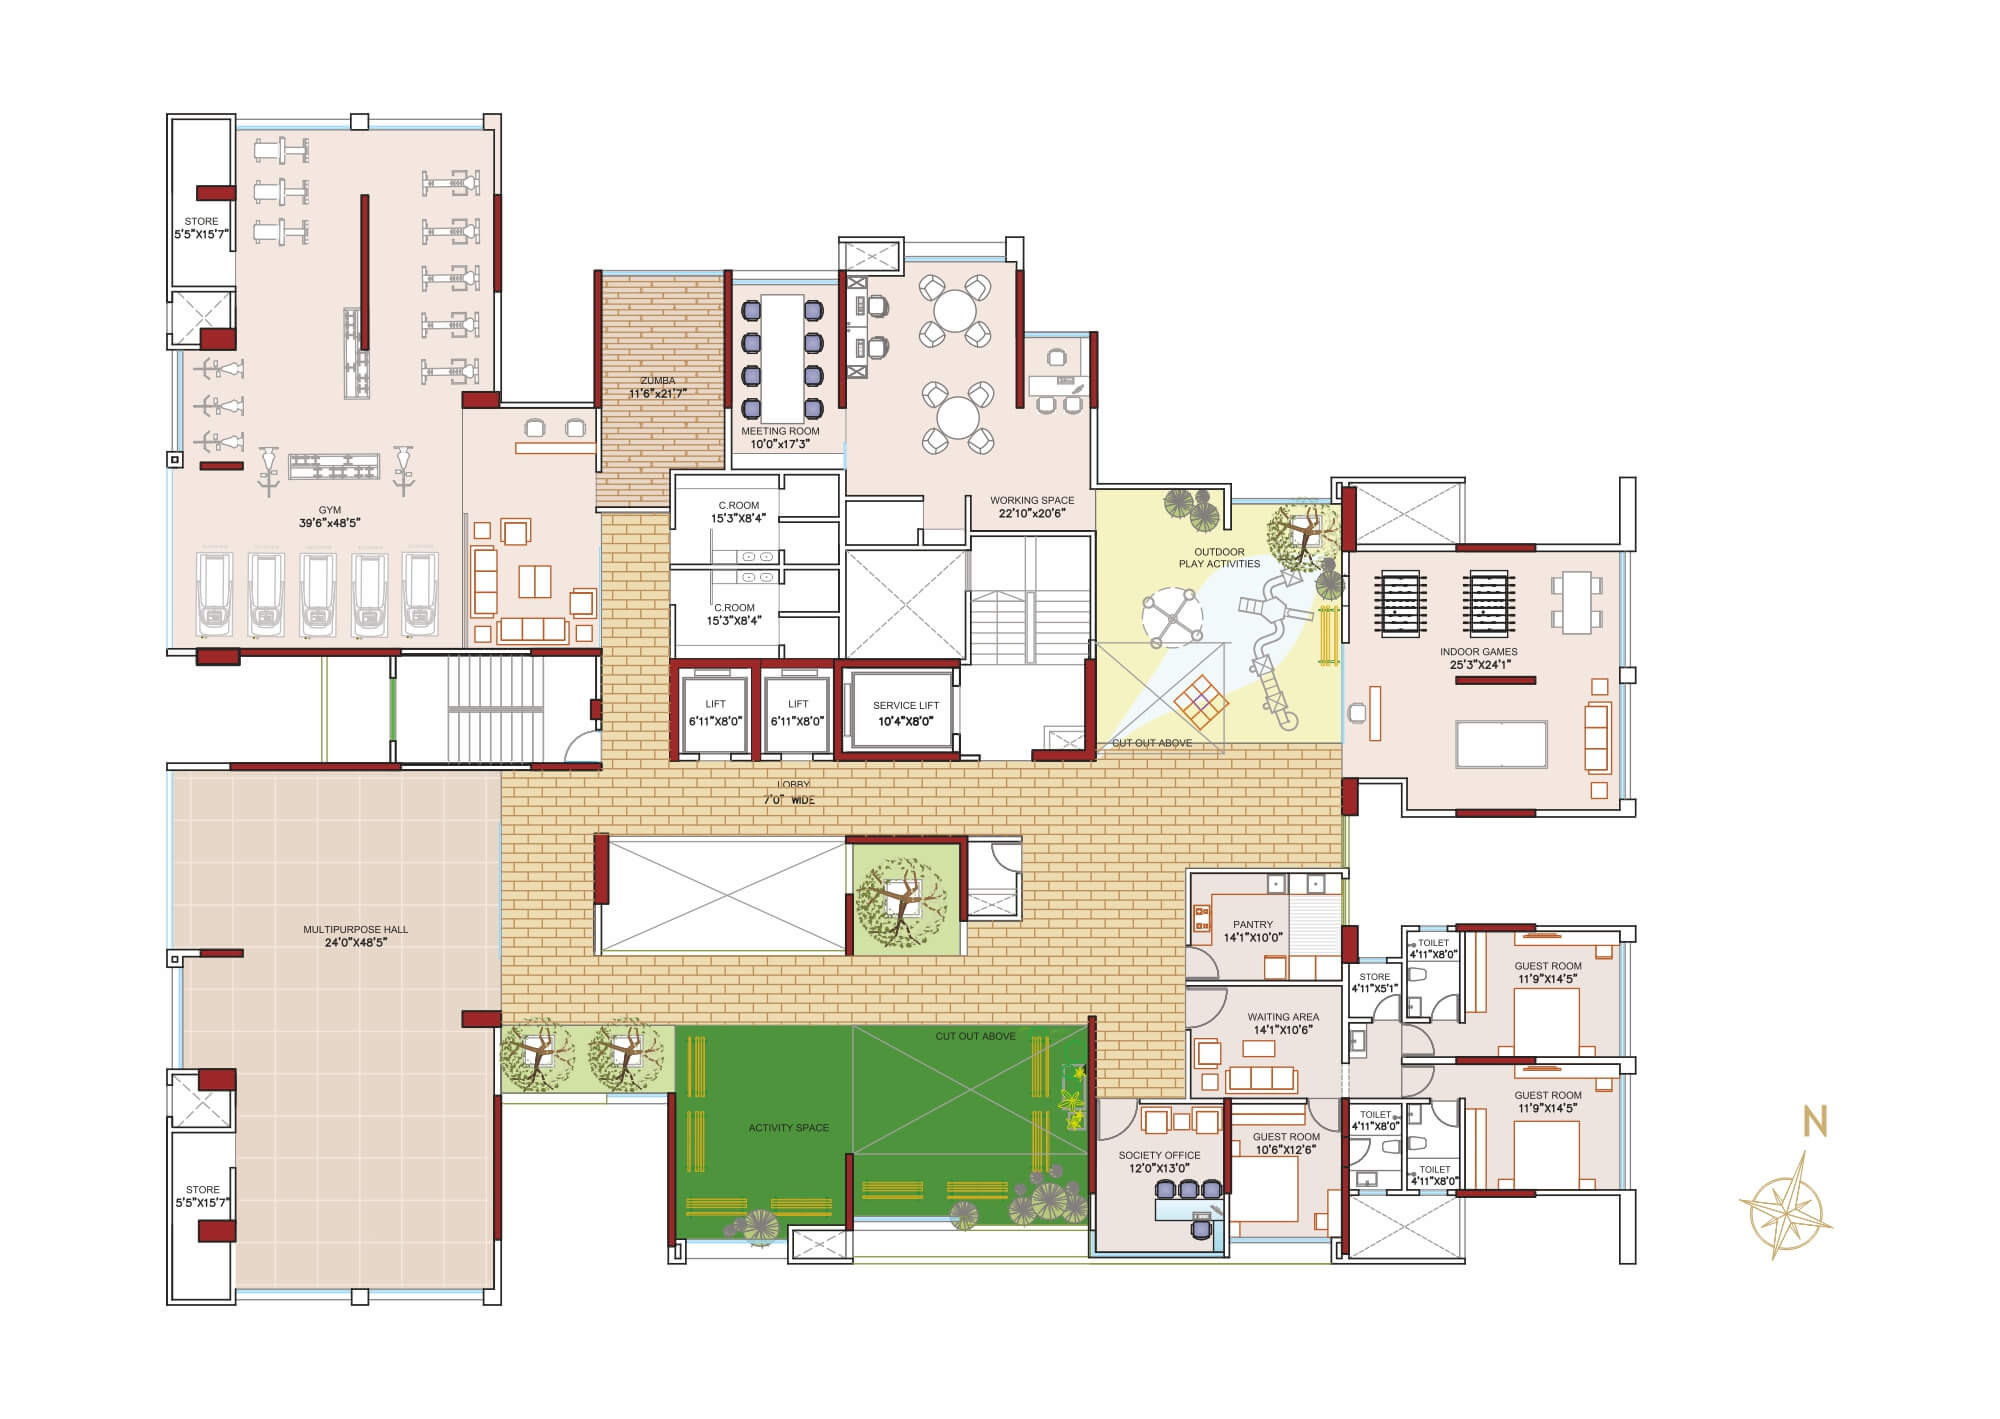 STORE
5'5"X15'7"
GYM
39'6"x48'5"
ZUMBA
11'6"x21'7"
MEETING ROOM
10'0"x17'3"
WORKING SPACE
22'10"x20'6"
C.ROOM
15'3"X8'4"
C.ROOM
15'3"X8'4"
OUTDOOR
PLAY ACTIVITIES
CUT OUT ABOVE
INDOOR GAMES
25'3"X24'1"
LIFT
6'11"X8'0"
LIFT
6'11"X8'0"
SERVICE LIFT
10'4"X8'0"
LOBBY
7'0" WIDE
MULTIPURPOSE HALL
24'0"X48'5"
PANTRY
14'1"X10'0"
TOILET
4'11"X8'0"
STORE
4'11"X5'1"
GUEST ROOM
11'9"X14'5"
WAITING AREA
14'1"X10'6"
CUT OUT ABOVE
ACTIVITY SPACE
SOCIETY OFFICE
12'0"X13'0"
GUEST ROOM
10'6"X12'6"
TOILET
4'11"X8'0"
TOILET
4'11"X8'0"
GUEST ROOM
11'9"X14'5"
STORE
5'5"X15'7"
N